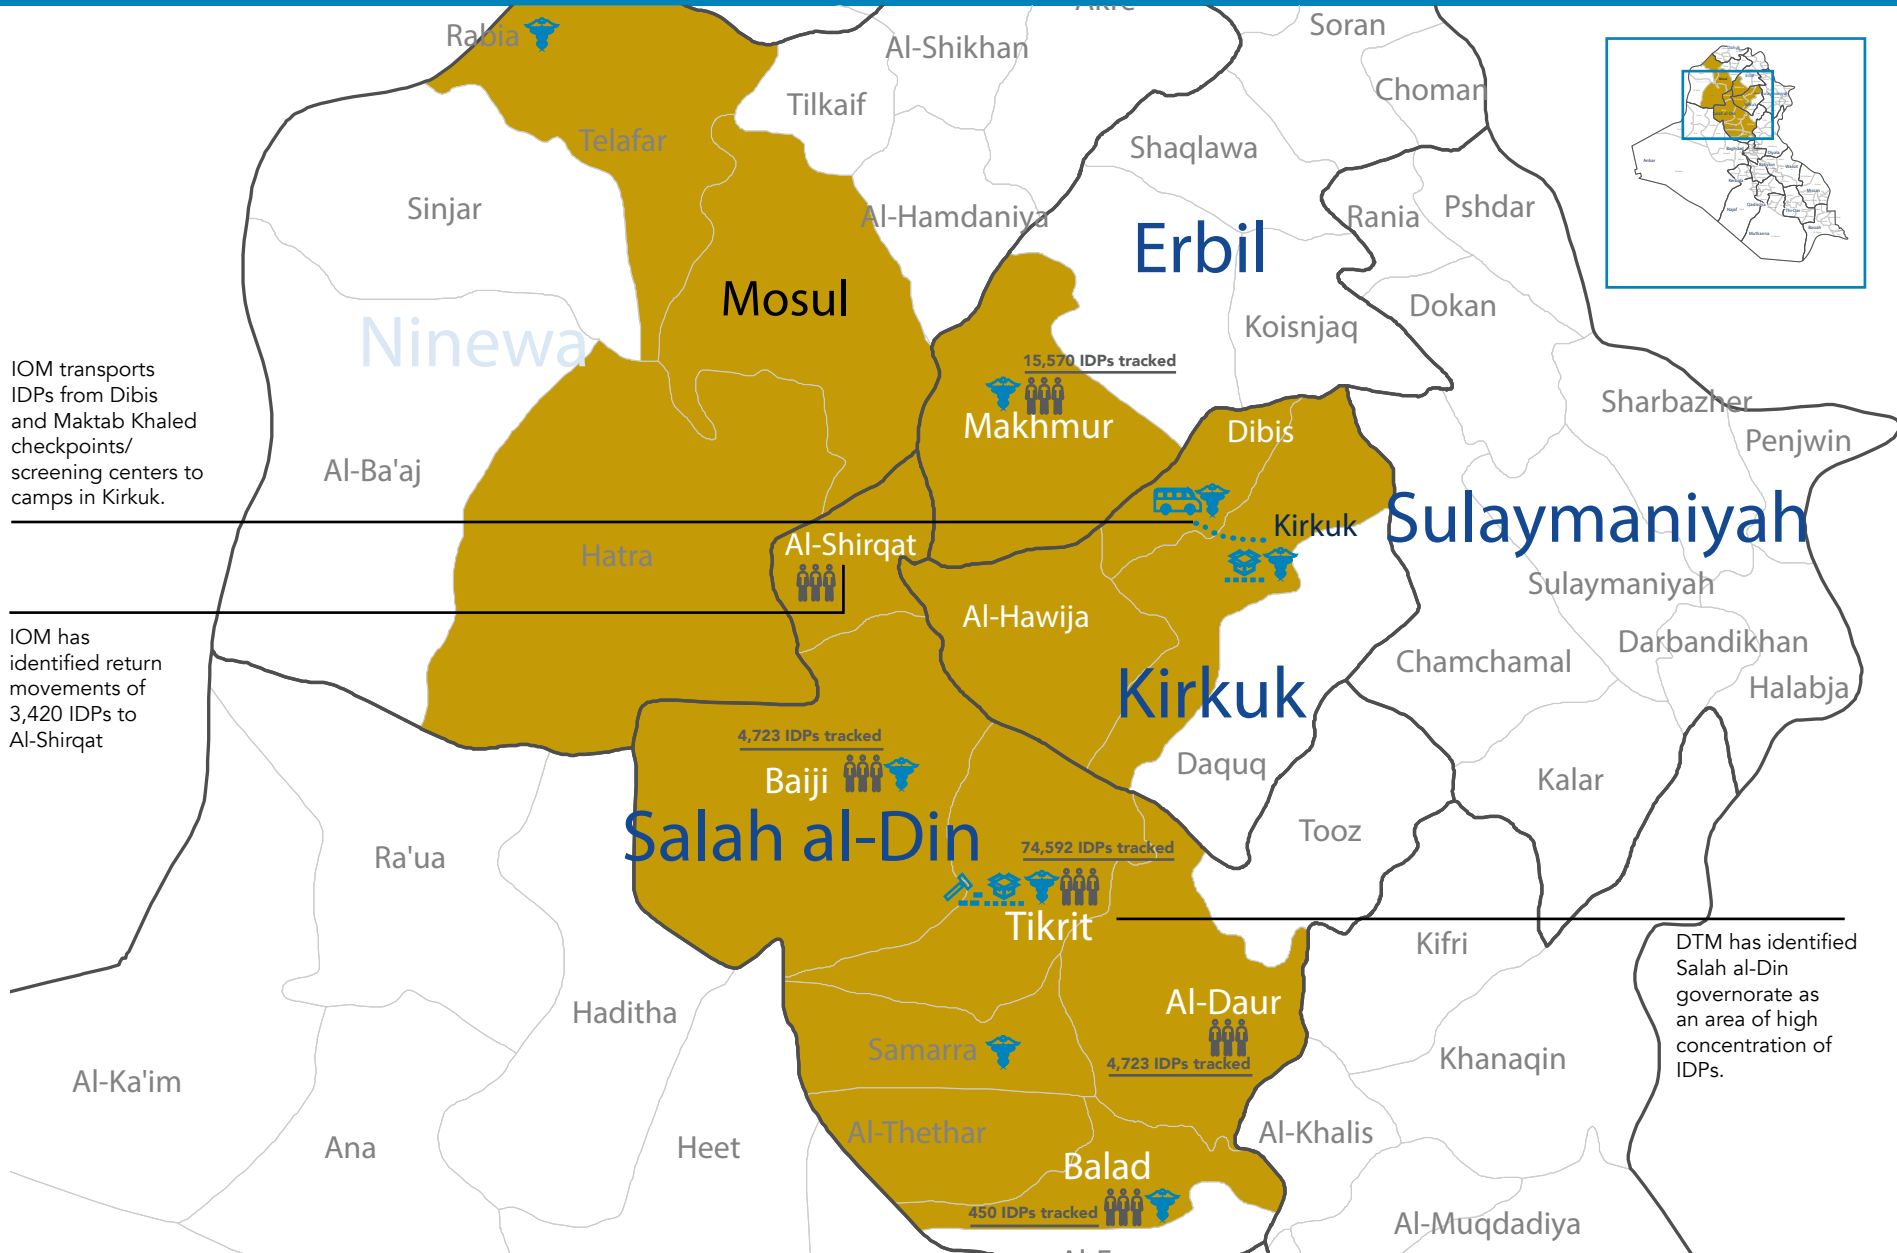 Rabia
Al-Shikhan
Soran
Choman
Tilkaif
Telafar
Shaqlawa
Sinjar
Al-Hamdaniya
Rania
Pshdar
Erbil
Mosul
Dokan
Koisnjaq
Ninewa
15,570 IDPs tracked
Makhmur
Dibis
Sharbazher
Penjwin
IOM transports
IDPs from Dibis
and Maktab Khaled
checkpoints/
screening centers to
camps in Kirkuk.
Al-Ba'aj
Kirkuk
Sulaymaniyah
Al-Shirqat
Hatra
Sulaymaniyah
Al-Hawija
IOM has
identified return
movements of
3,420 IDPs to
Al-Shirqat
Darbandikhan
Chamchamal
Halabja
Kirkuk
4,723 IDPs tracked
Baiji
Daquq
Kalar
Salah al-Din
Tooz
74,592 IDPs tracked
Ra'ua
Tikrit
Kifri
DTM has identified
Salah al-Din
governorate as
an area of high
concentration of
IDPs.
Al-Daur
Haditha
Samarra
4,723 IDPs tracked
Khanaqin
Al-Ka'im
Al-Thethar
Al-Khalis
Ana
Heet
Balad
450 IDPs tracked
Al-Muqdadiya